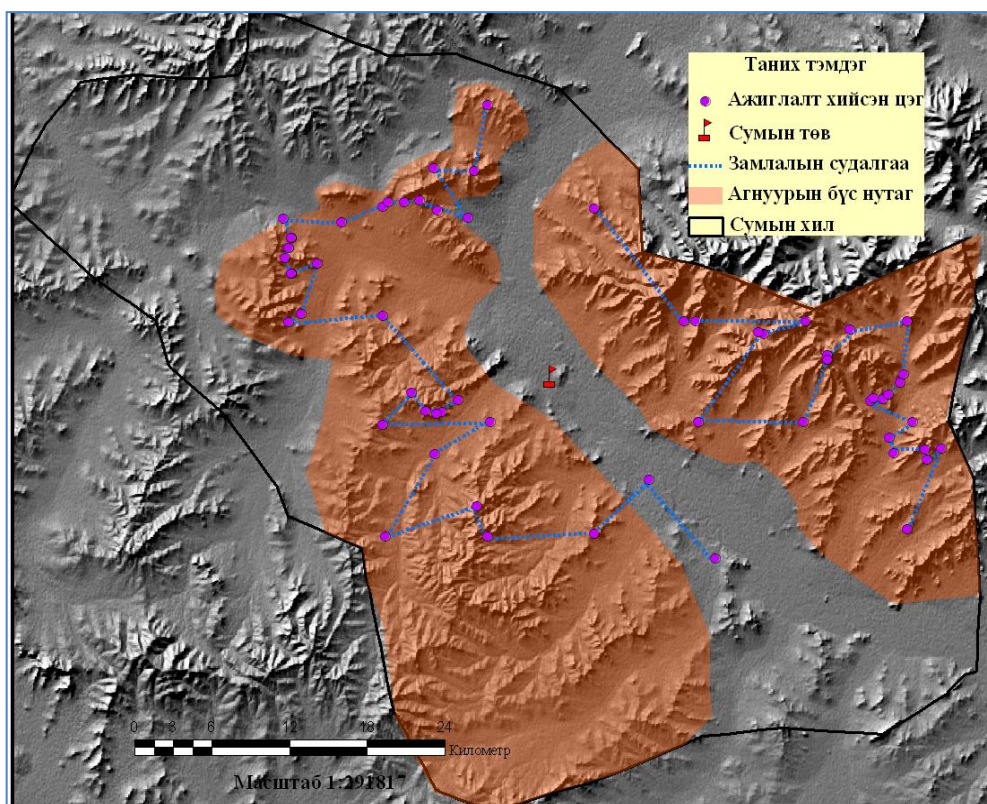 Таних тэмдэг
Ажиглалт хийсэн цэг
Сумын төв
Замлалын судалгаа
Агнуурын бүс нутаг
Сумын хил
0 3 6 12 18 24
Километр
Масштаб 1:291817